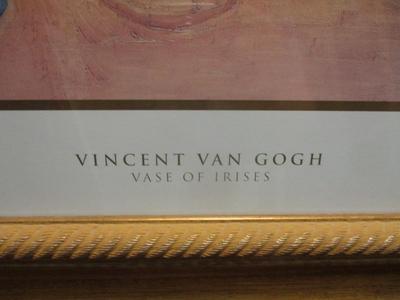 VINCENT VAN GOGH
VASE OF IRISES